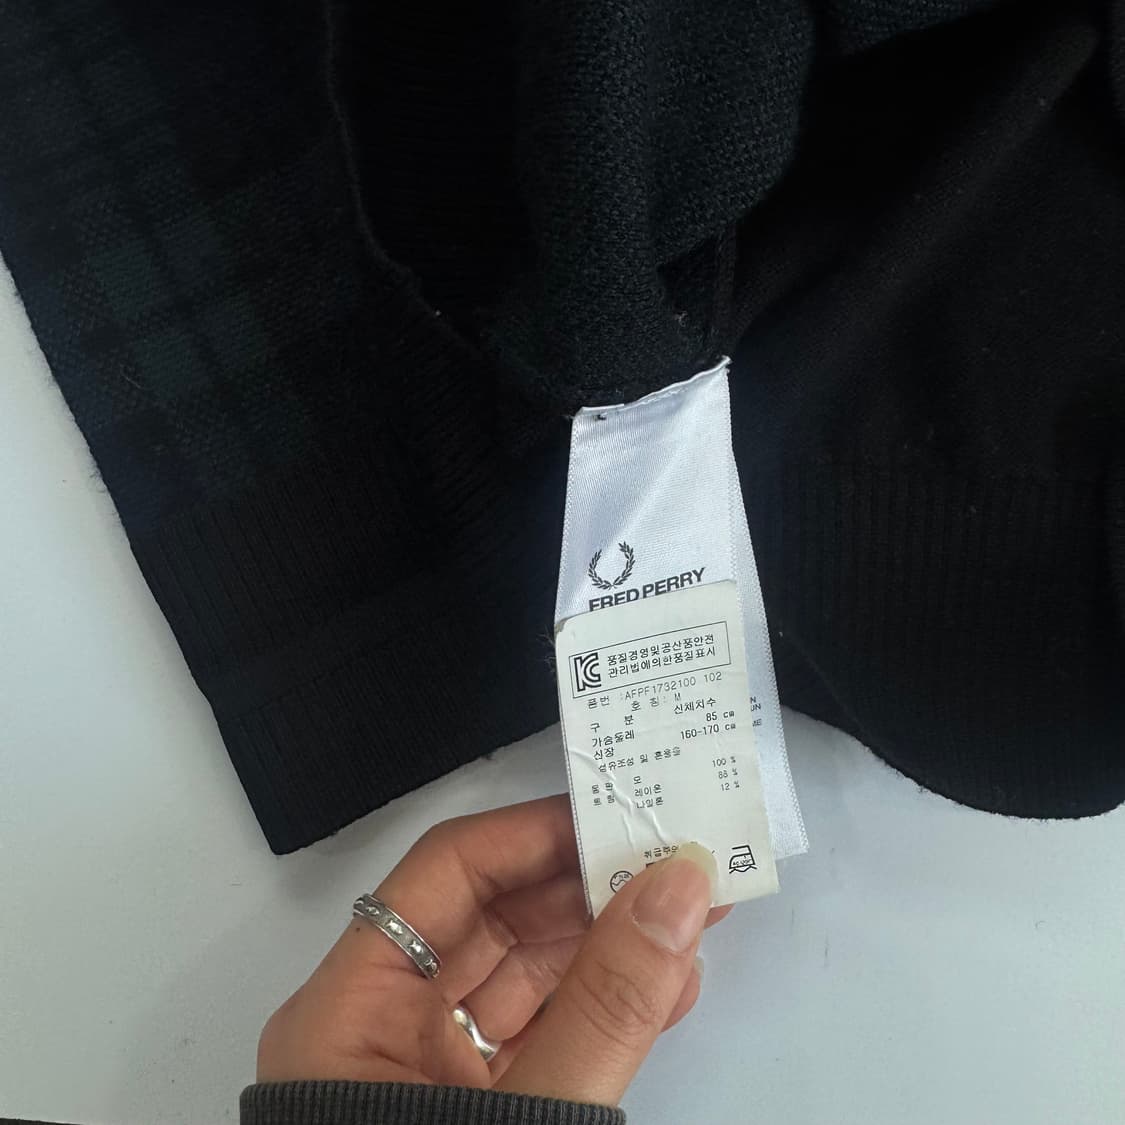 FRED PERRY
품질경영및공산품안전
관리법에의한품질표시
품번 :AFPF1732100 102
호 칭: M
구 분 신체치수
가슴둘레 85 cm
신장 160-170 cm
섬유조성 및 혼용율
모 100 %
레이온 88 %
나일론 12 %